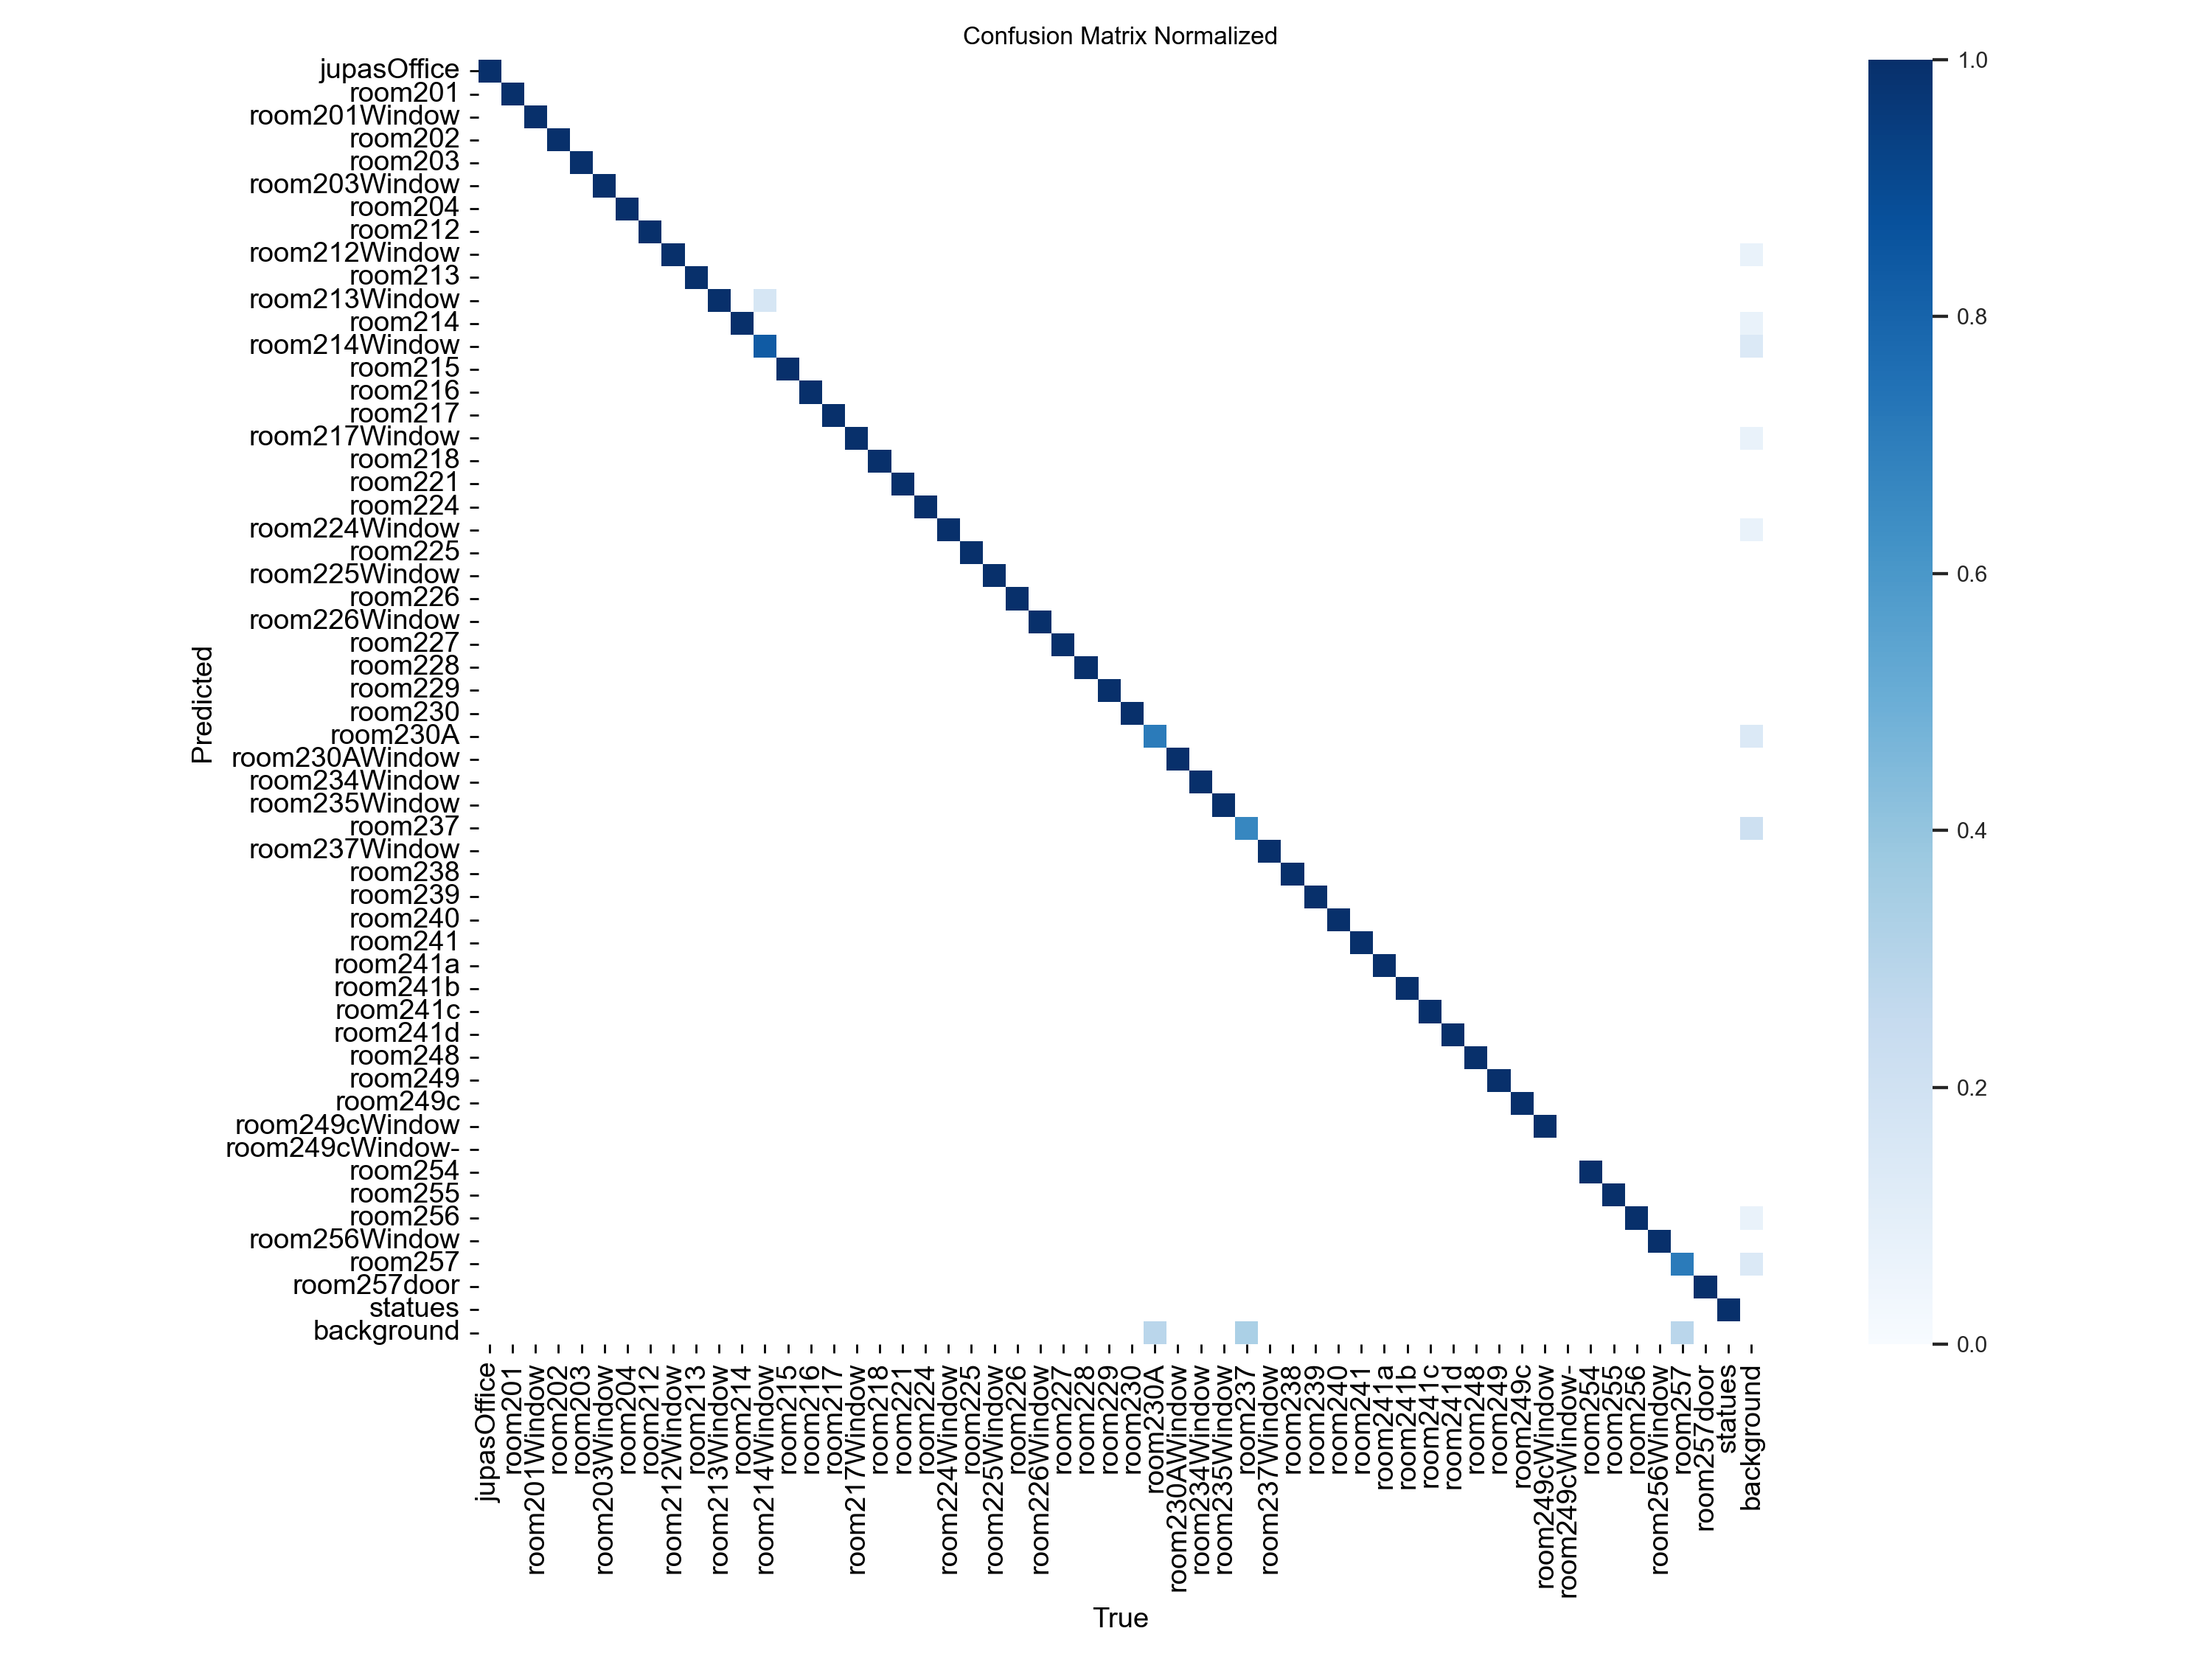 Confusion Matrix Normalized
jupasOffice
room201
room201Window
room202
room203
room203Window
room204
room212
room212Window
room213
room213Window
room214
room214Window
room215
room216
room217
room217Window
room218
room221
room224
room224Window
room225
room225Window
room226
room226Window
room227
room228
room229
room230
room230A
room230AWindow
room234Window
room235Window
room237
room237Window
room238
room239
room240
room241
room241a
room241b
room241c
room241d
room248
room249
room249c
room249cWindow
room249cWindow-
room254
room255
room256
room256Window
room257
room257door
statues
background
Predicted
jupasOffice
room201
room201Window
room202
room203
room203Window
room204
room212
room212Window
room213
room213Window
room214
room214Window
room215
room216
room217
room217Window
room218
room221
room224
room224Window
room225
room225Window
room226
room226Window
room227
room228
room229
room230
room230A
room230AWindow
room234Window
room235Window
room237
room237Window
room238
room239
room240
room241
room241a
room241b
room241c
room241d
room248
room249
room249c
room249cWindow
room249cWindow-
room254
room255
room256
room256Window
room257
room257door
statues
background
True
1.0
0.8
0.6
0.4
0.2
0.0